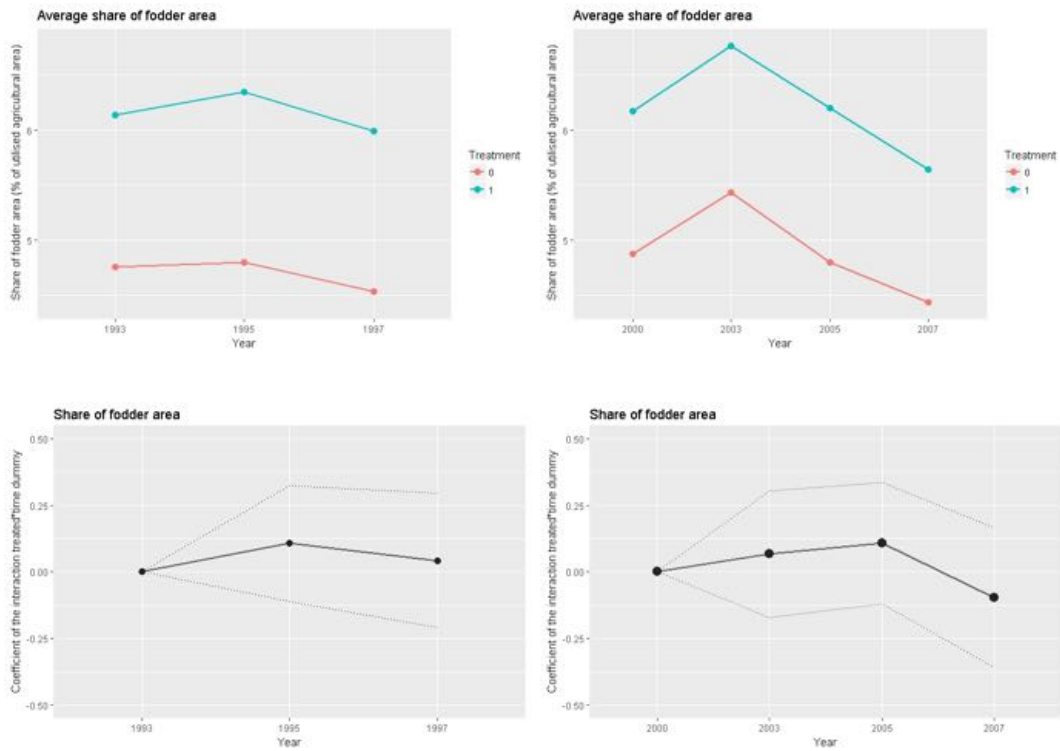 Average share of fodder area
Share of fodder area (% of utilised agricultural area)
6
5
1993
1995
1997
Year
Treatment
0
1
Average share of fodder area
Share of fodder area (% of utilised agricultural area)
6
5
2000
2003
2005
2007
Year
Treatment
0
1
Share of fodder area
Coefficient of the interaction treated*time dummy
0.50
0.25
0.00
-0.25
-0.50
1993
1995
1997
Year
Share of fodder area
Coefficient of the interaction treated*time dummy
0.50
0.25
0.00
-0.25
-0.50
2000
2003
2005
2007
Year